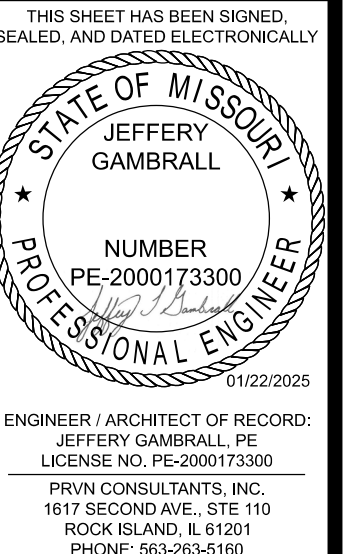 THIS SHEET HAS BEEN SIGNED,
SEALED, AND DATED ELECTRONICALLY
STATE OF MISSOURI
JEFFERY
GAMBRALL
NUMBER
PE-2000173300
Jeffery T Gambrall
PROFESSIONAL ENGINEER
01/22/2025
ENGINEER / ARCHITECT OF RECORD:
JEFFERY GAMBRALL, PE
LICENSE NO. PE-2000173300
PRVN CONSULTANTS, INC.
1617 SECOND AVE., STE 110
ROCK ISLAND, IL 61201
PHONE: 563-263-5160